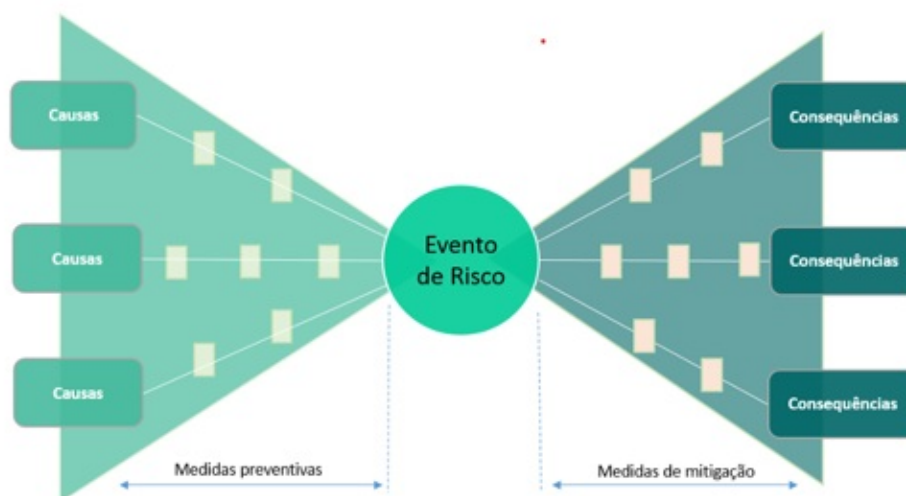 Causas
Consequências
Causas
Evento
de Risco
Consequências
Causas
Consequências
Medidas preventivas
Medidas de mitigação